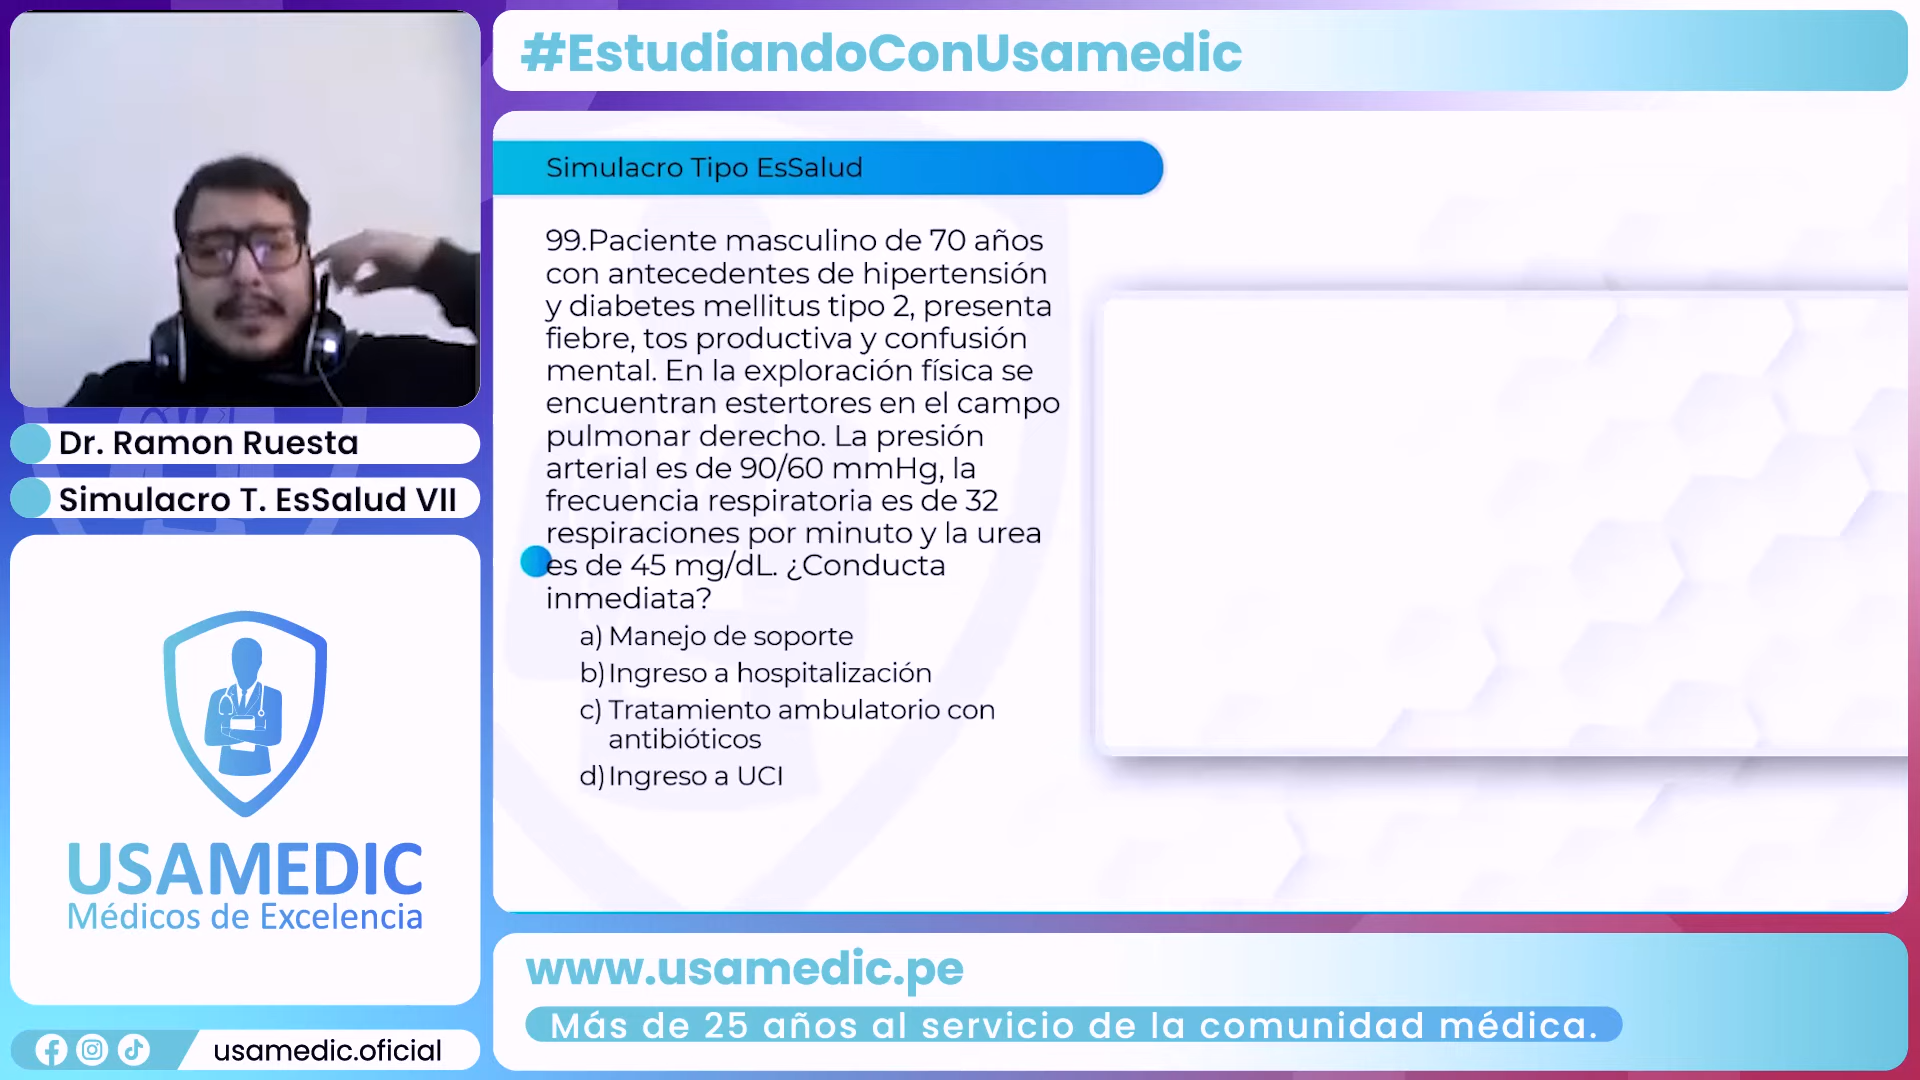 #EstudiandoConUsamedic
Simulacro Tipo EsSalud
99.Paciente masculino de 70 años
con antecedentes de hipertensión
y diabetes mellitus tipo 2, presenta
fiebre, tos productiva y confusión
mental. En la exploración física se
encuentran estertores en el campo
pulmonar derecho. La presión
arterial es de 90/60 mmHg, la
frecuencia respiratoria es de 32
respiraciones por minuto y la urea
es de 45 mg/dL. ¿Conducta
inmediata?
a) Manejo de soporte
b) Ingreso a hospitalización
c) Tratamiento ambulatorio con
antibióticos
d) Ingreso a UCI
Dr. Ramon Ruesta
Simulacro T. EsSalud VII
USAMEDIC
Médicos de Excelencia
usamedic.oficial
www.usamedic.pe
Más de 25 años al servicio de la comunidad médica.